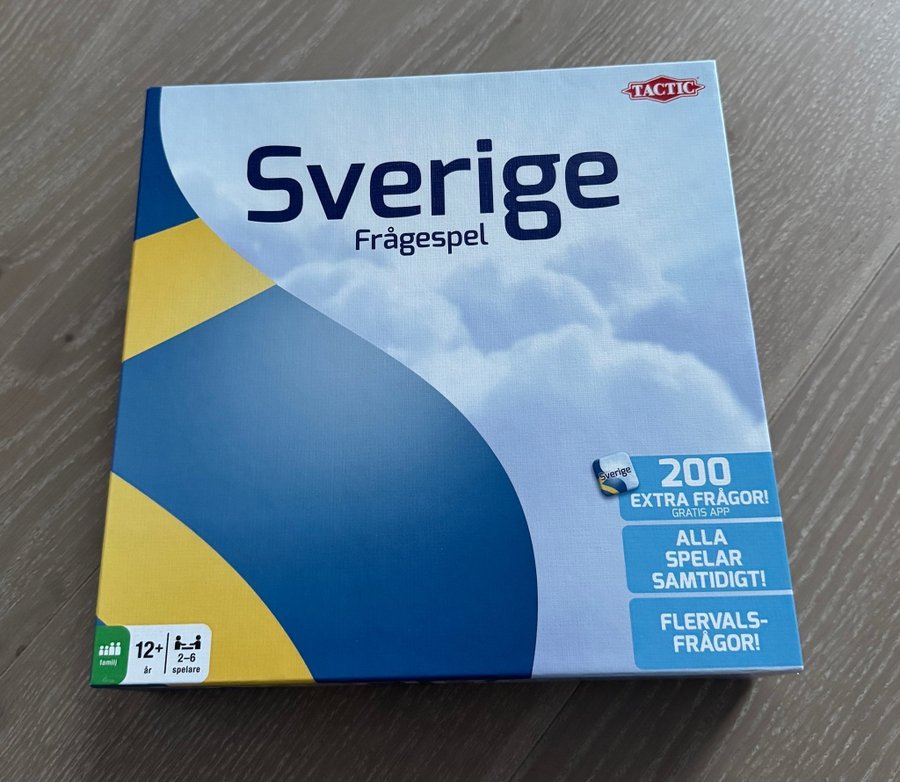 TACTIC
Sverige
Frågespel
Sverige
200
EXTRA FRÅGOR!
GRATIS APP
ALLA
SPELAR
SAMTIDIGT!
FLERVALS-
FRÅGOR!
familj
12+
år
2–6
spelare